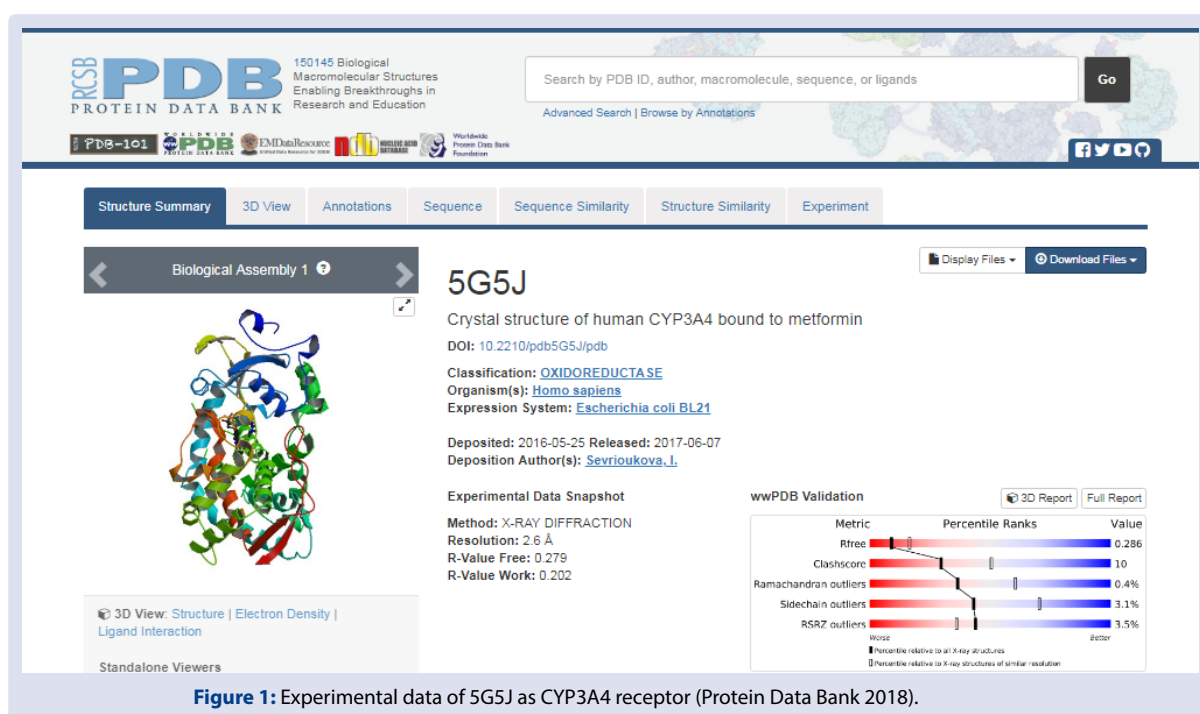 RCSB
PDB
PROTEIN DATA BANK
150145 Biological
Macromolecular Structures
Enabling Breakthroughs in
Research and Education
Search by PDB ID, author, macromolecule, sequence, or ligands
Go
Advanced Search | Browse by Annotations
PDB-101
WORLDWIDE
PDB
PROTEIN DATA BANK
EMDataResource
NUCLEIC ACID
DATABASE
Worldwide
Protein Data Bank
Foundation
Structure Summary
3D View
Annotations
Sequence
Sequence Similarity
Structure Similarity
Experiment
Biological Assembly 1
Display Files
Download Files
5G5J
Crystal structure of human CYP3A4 bound to metformin
DOI: 10.2210/pdb5G5J/pdb
Classification: OXIDOREDUCTASE
Organism(s): Homo sapiens
Expression System: Escherichia coli BL21
Deposited: 2016-05-25 Released: 2017-06-07
Deposition Author(s): Sevrioukova, I.
Experimental Data Snapshot
Method: X-RAY DIFFRACTION
Resolution: 2.6 Å
R-Value Free: 0.279
R-Value Work: 0.202
wwPDB Validation
3D Report
Full Report
Metric Percentile Ranks Value
Rfree 0.286
Clashscore 10
Ramachandran outliers 0.4%
Sidechain outliers 3.1%
RSRZ outliers 3.5%
Worse Better
Percentile relative to all X-ray structures
Percentile relative to X-ray structures of similar resolution
3D View: Structure | Electron Density |
Ligand Interaction
Standalone Viewers
Figure 1: Experimental data of 5G5J as CYP3A4 receptor (Protein Data Bank 2018).